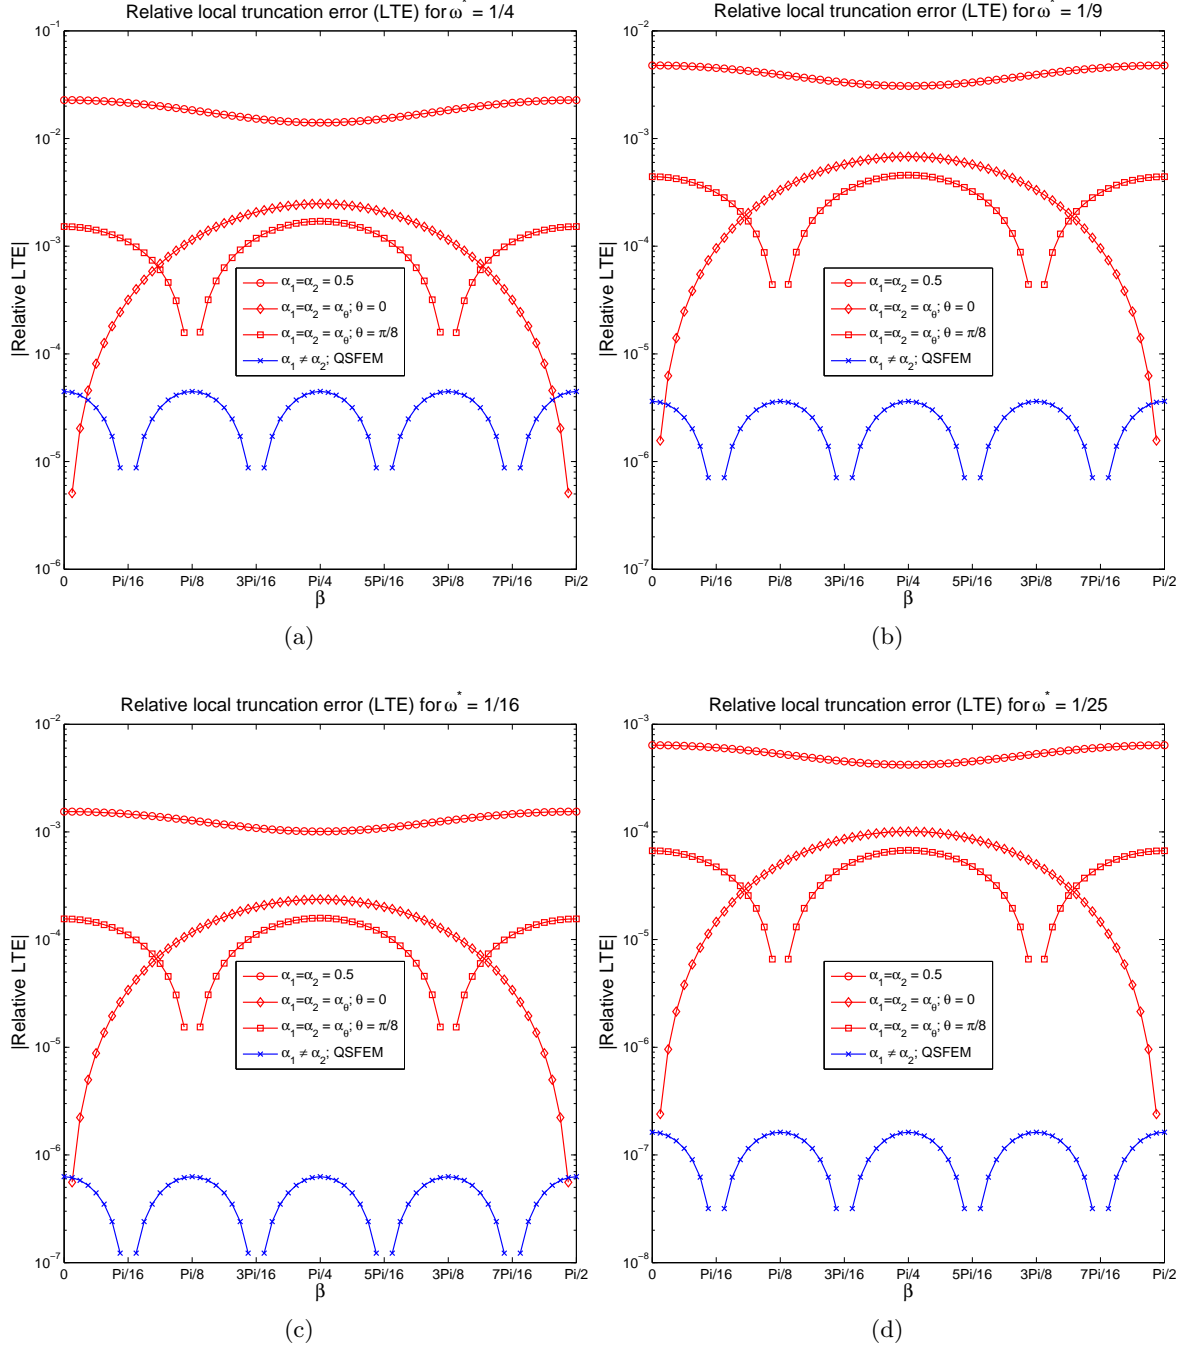 Relative local truncation error (LTE) for ω* = 1/4
|Relative LTE|
10⁻¹
10⁻²
10⁻³
10⁻⁴
10⁻⁵
10⁻⁶
α₁=α₂ = 0.5
α₁=α₂ = α_θ; θ = 0
α₁=α₂ = α_θ; θ = π/8
α₁ ≠ α₂; QSFEM
0 Pi/16 Pi/8 3Pi/16 Pi/4 5Pi/16 3Pi/8 7Pi/16 Pi/2
β
(a)
Relative local truncation error (LTE) for ω* = 1/9
|Relative LTE|
10⁻²
10⁻³
10⁻⁴
10⁻⁵
10⁻⁶
10⁻⁷
α₁=α₂ = 0.5
α₁=α₂ = α_θ; θ = 0
α₁=α₂ = α_θ; θ = π/8
α₁ ≠ α₂; QSFEM
0 Pi/16 Pi/8 3Pi/16 Pi/4 5Pi/16 3Pi/8 7Pi/16 Pi/2
β
(b)
Relative local truncation error (LTE) for ω* = 1/16
|Relative LTE|
10⁻²
10⁻³
10⁻⁴
10⁻⁵
10⁻⁶
10⁻⁷
α₁=α₂ = 0.5
α₁=α₂ = α_θ; θ = 0
α₁=α₂ = α_θ; θ = π/8
α₁ ≠ α₂; QSFEM
0 Pi/16 Pi/8 3Pi/16 Pi/4 5Pi/16 3Pi/8 7Pi/16 Pi/2
β
(c)
Relative local truncation error (LTE) for ω* = 1/25
|Relative LTE|
10⁻³
10⁻⁴
10⁻⁵
10⁻⁶
10⁻⁷
10⁻⁸
α₁=α₂ = 0.5
α₁=α₂ = α_θ; θ = 0
α₁=α₂ = α_θ; θ = π/8
α₁ ≠ α₂; QSFEM
0 Pi/16 Pi/8 3Pi/16 Pi/4 5Pi/16 3Pi/8 7Pi/16 Pi/2
β
(d)